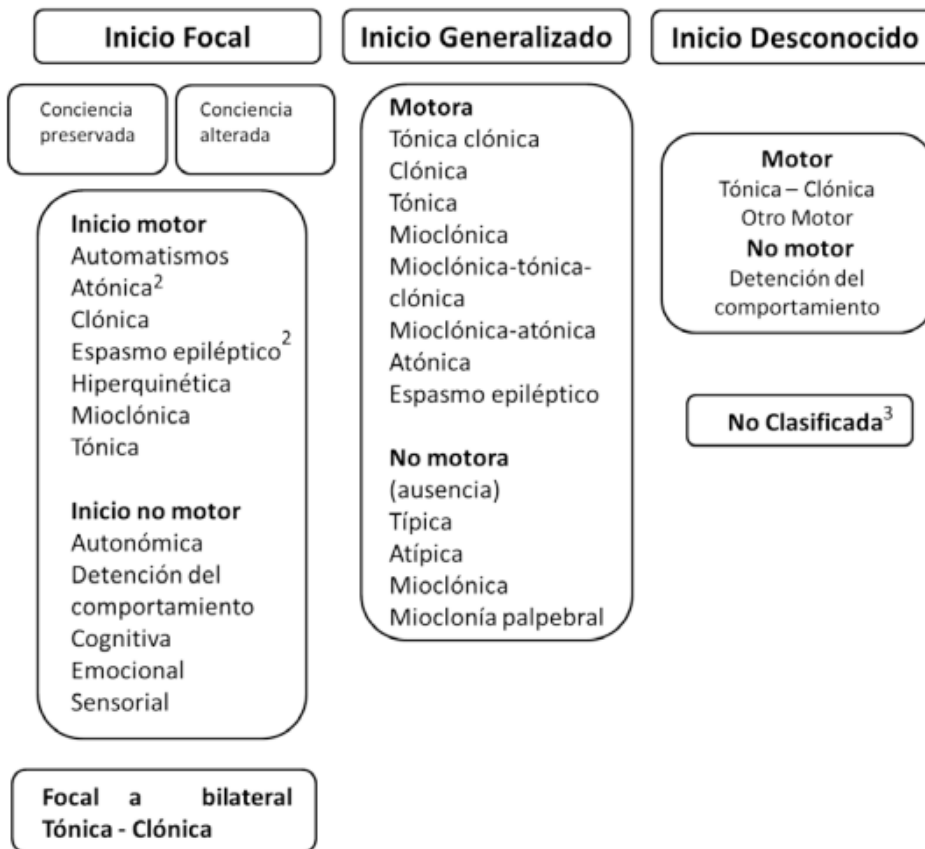 Inicio Focal
Conciencia
preservada
Conciencia
alterada
Inicio motor
Automatismos
Atónica²
Clónica
Espasmo epiléptico²
Hiperquinética
Mioclónica
Tónica
Inicio no motor
Autonómica
Detención del
comportamiento
Cognitiva
Emocional
Sensorial
Focal a bilateral
Tónica - Clónica
Inicio Generalizado
Motora
Tónica clónica
Clónica
Tónica
Mioclónica
Mioclónica-tónica-
clónica
Mioclónica-atónica
Atónica
Espasmo epiléptico
No motora
(ausencia)
Típica
Atípica
Mioclónica
Mioclonía palpebral
Inicio Desconocido
Motor
Tónica – Clónica
Otro Motor
No motor
Detención del
comportamiento
No Clasificada³